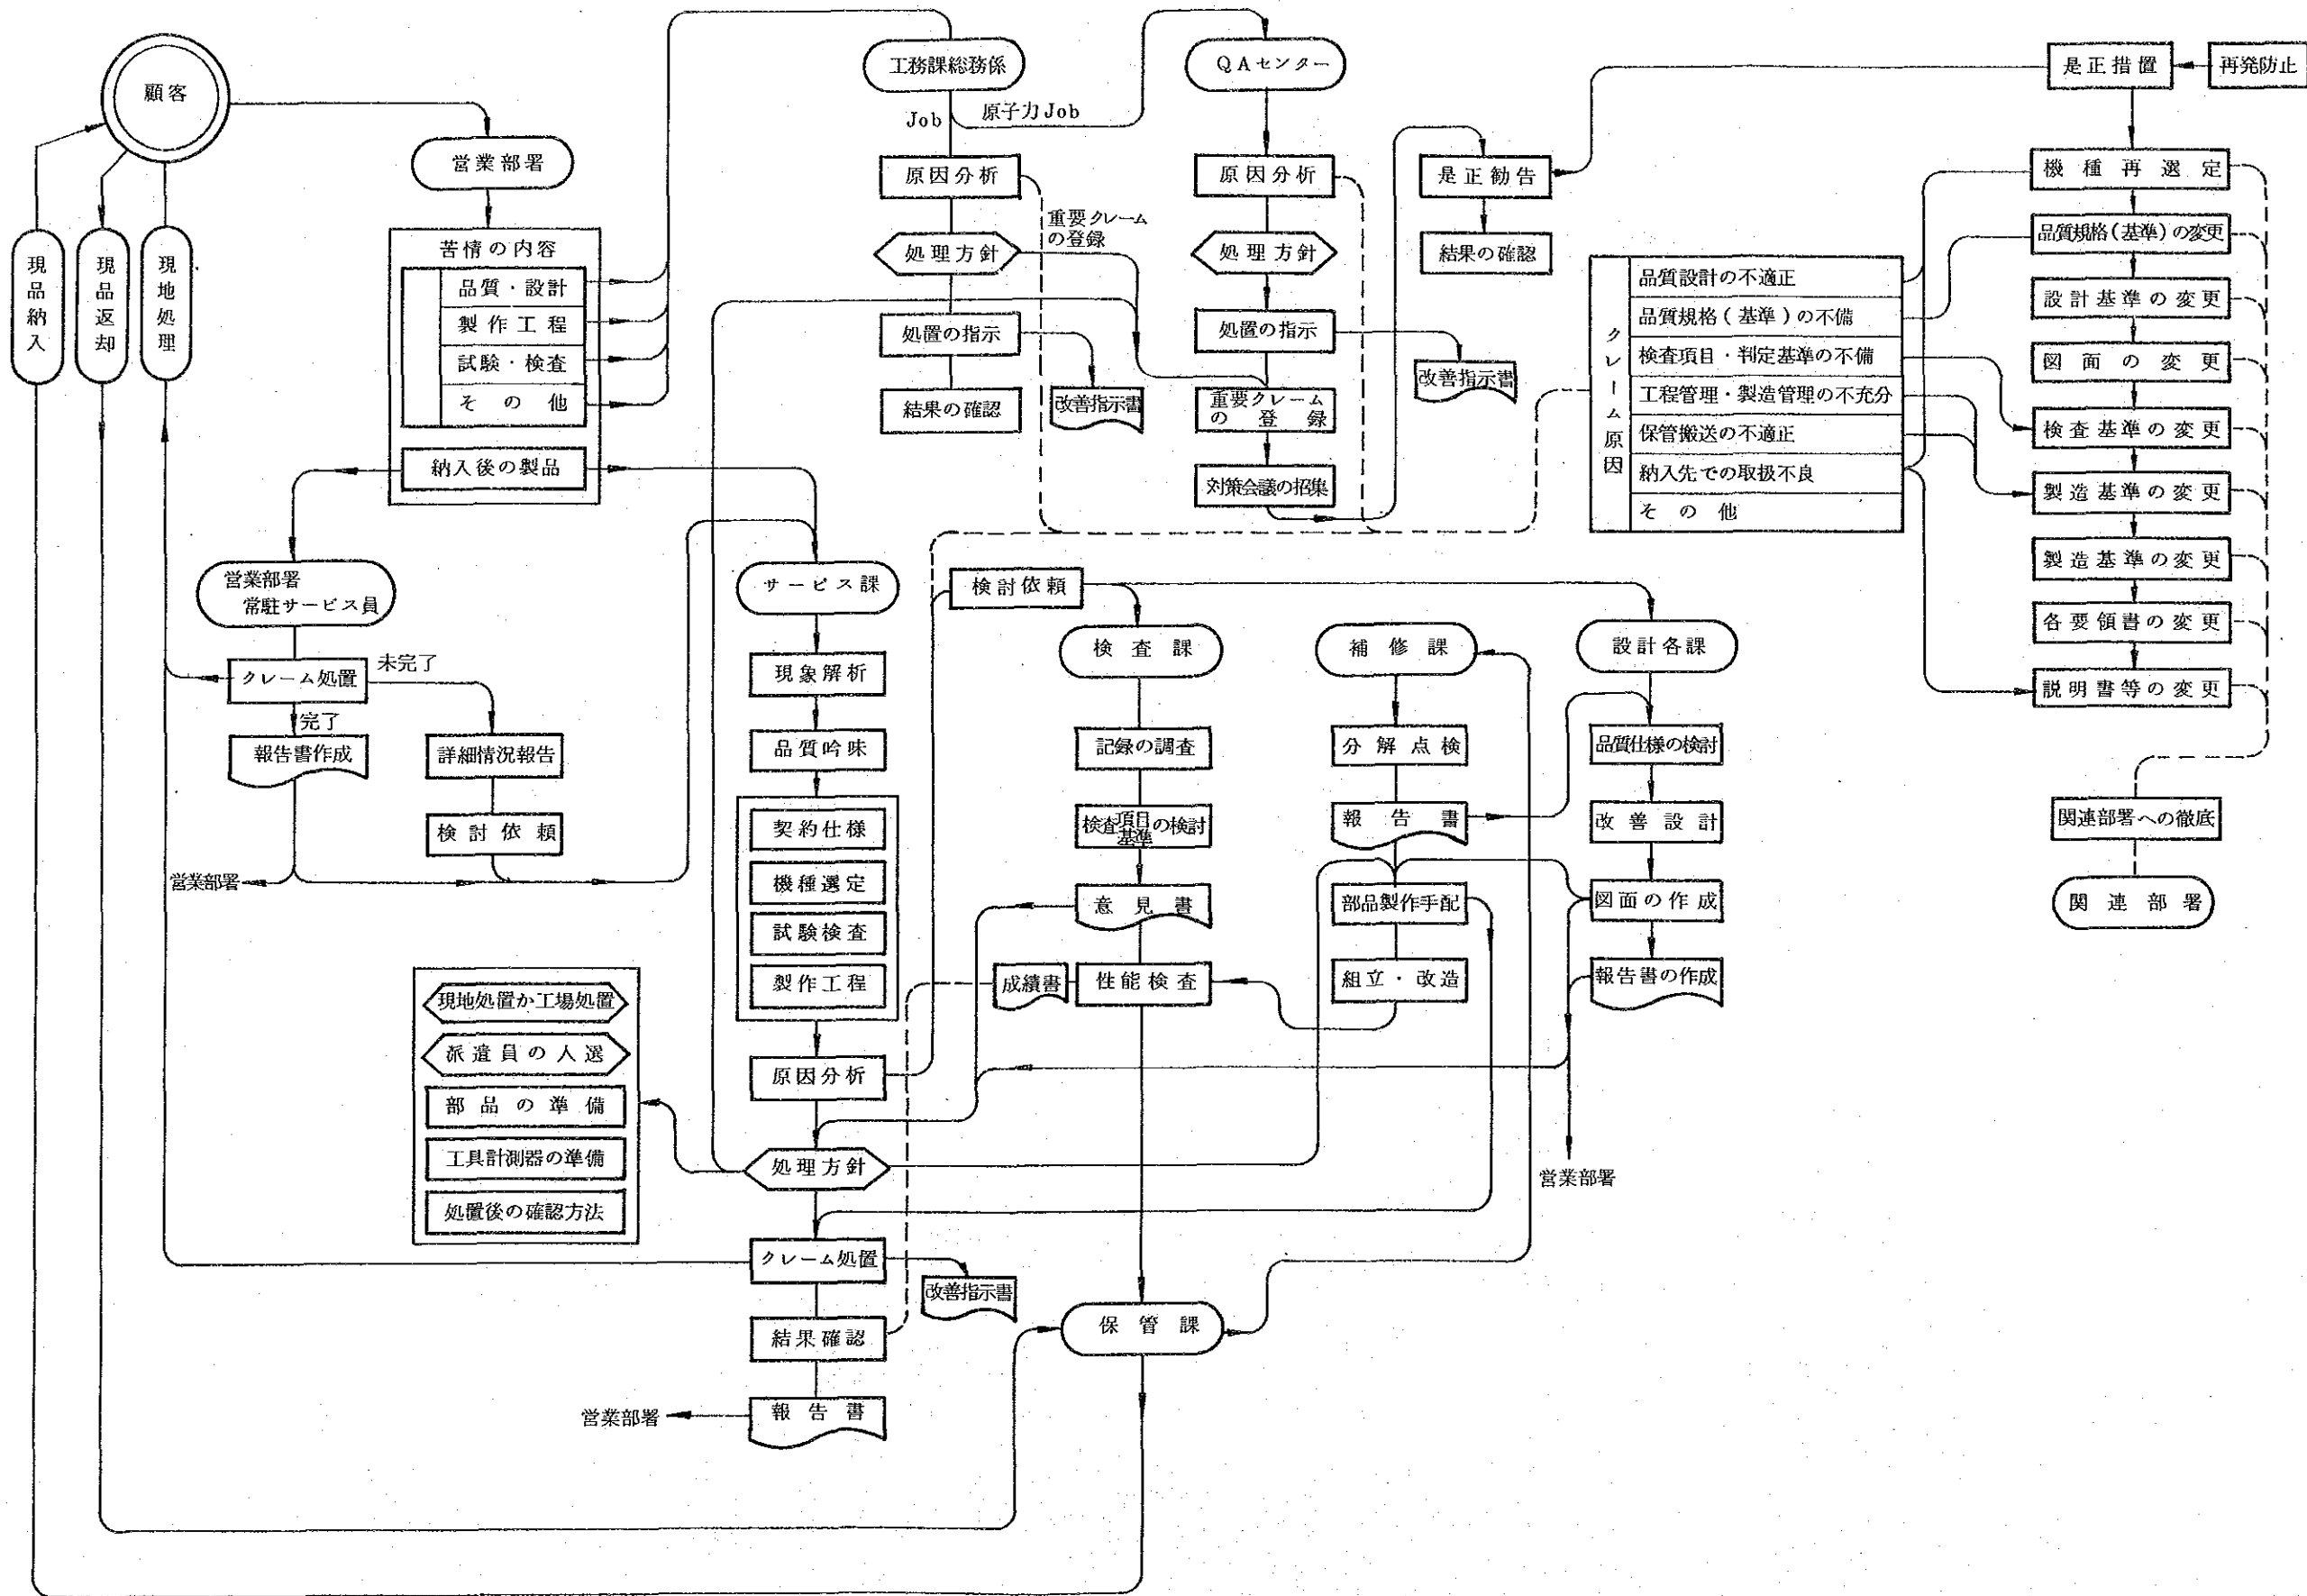 顧客
現品納入
現品返却
現地処理
営業部署
苦情の内容
品質・設計
製作工程
試験・検査
その他
納入後の製品
営業部署
常駐サービス員
クレーム処置
未完了
完了
報告書作成
詳細情況報告
検討依頼
営業部署
工務課総務係
Job
原子力Job
原因分析
処理方針
重要クレーム
の登録
処置の指示
結果の確認
改善指示書
QAセンター
原因分析
処理方針
処置の指示
改善指示書
重要クレーム
の登録
対策会議の招集
是正勧告
結果の確認
是正措置
再発防止
クレーム原因
品質設計の不適正
品質規格(基準)の不備
検査項目・判定基準の不備
工程管理・製造管理の不充分
保管搬送の不適正
納入先での取扱不良
その他
機種再選定
品質規格(基準)の変更
設計基準の変更
図面の変更
検査基準の変更
製造基準の変更
製造基準の変更
各要領書の変更
説明書等の変更
関連部署への徹底
関連部署
サービス課
現象解析
品質吟味
契約仕様
機種選定
試験検査
製作工程
原因分析
処理方針
クレーム処置
改善指示書
結果確認
報告書
営業部署
現地処置か工場処置
派遣員の人選
部品の準備
工具計測器の準備
処置後の確認方法
検討依頼
検査課
記録の調査
検査項目基準の検討
意見書
成績書
性能検査
保管課
補修課
分解点検
報告書
部品製作手配
組立・改造
設計各課
品質仕様の検討
改善設計
図面の作成
報告書の作成
営業部署